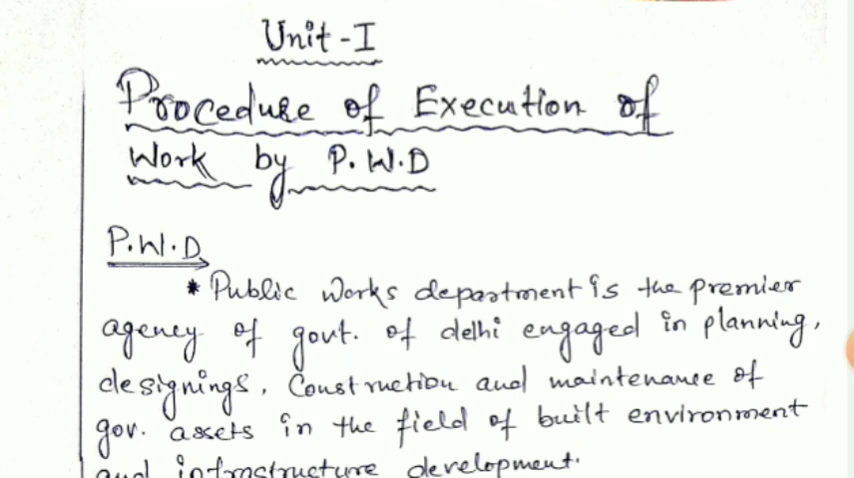 Unit-I
Procedure of Execution of
Work by P.W.D
P.W.D
* Public works department is the premier
agency of govt. of delhi engaged in planning,
designings, Construction and maintenance of
gov. assets in the field of built environment
and infrastructure development.